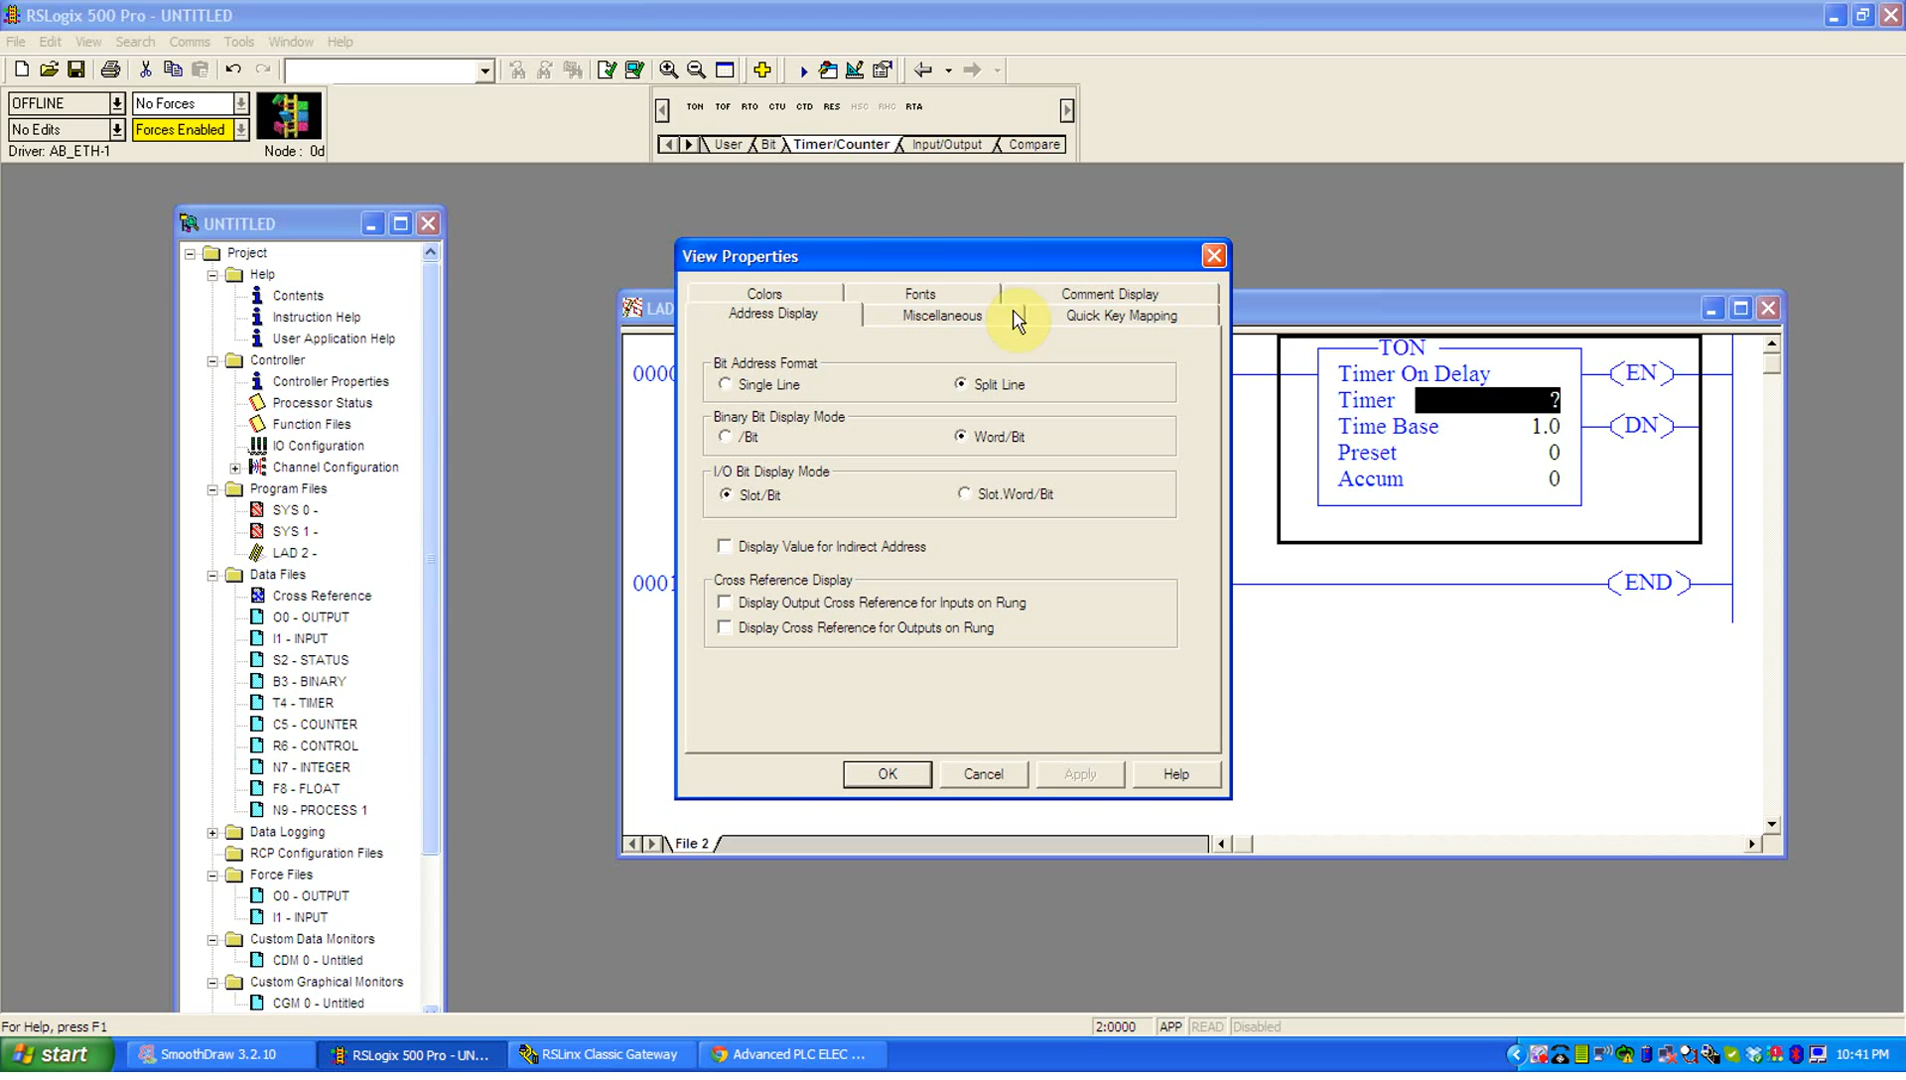 RSLogix 500 Pro - UNTITLED
File Edit View Search Comms Tools Window Help
OFFLINE No Forces
No Edits Forces Enabled
Driver: AB_ETH-1 Node : 0d
TON TOF RTO CTU CTD RES HSC RHC RTA
User Bit Timer/Counter Input/Output Compare
UNTITLED
Project
Help
Contents
Instruction Help
User Application Help
Controller
Controller Properties
Processor Status
Function Files
IO Configuration
Channel Configuration
Program Files
SYS 0 -
SYS 1 -
LAD 2 -
Data Files
Cross Reference
O0 - OUTPUT
I1 - INPUT
S2 - STATUS
B3 - BINARY
T4 - TIMER
C5 - COUNTER
R6 - CONTROL
N7 - INTEGER
F8 - FLOAT
N9 - PROCESS 1
Data Logging
RCP Configuration Files
Force Files
O0 - OUTPUT
I1 - INPUT
Custom Data Monitors
CDM 0 - Untitled
Custom Graphical Monitors
CGM 0 - Untitled
View Properties
Colors Fonts Comment Display
Address Display Miscellaneous Quick Key Mapping
Bit Address Format
Single Line Split Line
Binary Bit Display Mode
/Bit Word/Bit
I/O Bit Display Mode
Slot/Bit Slot.Word/Bit
Display Value for Indirect Address
Cross Reference Display
Display Output Cross Reference for Inputs on Rung
Display Cross Reference for Outputs on Rung
OK Cancel Apply Help
LAD
0000
TON
Timer On Delay EN
Timer ?
Time Base 1.0 DN
Preset 0
Accum 0
0001 END
File 2
For Help, press F1 2:0000 APP READ Disabled
start SmoothDraw 3.2.10 RSLogix 500 Pro - UN... RSLinx Classic Gateway Advanced PLC ELEC ... 10:41 PM